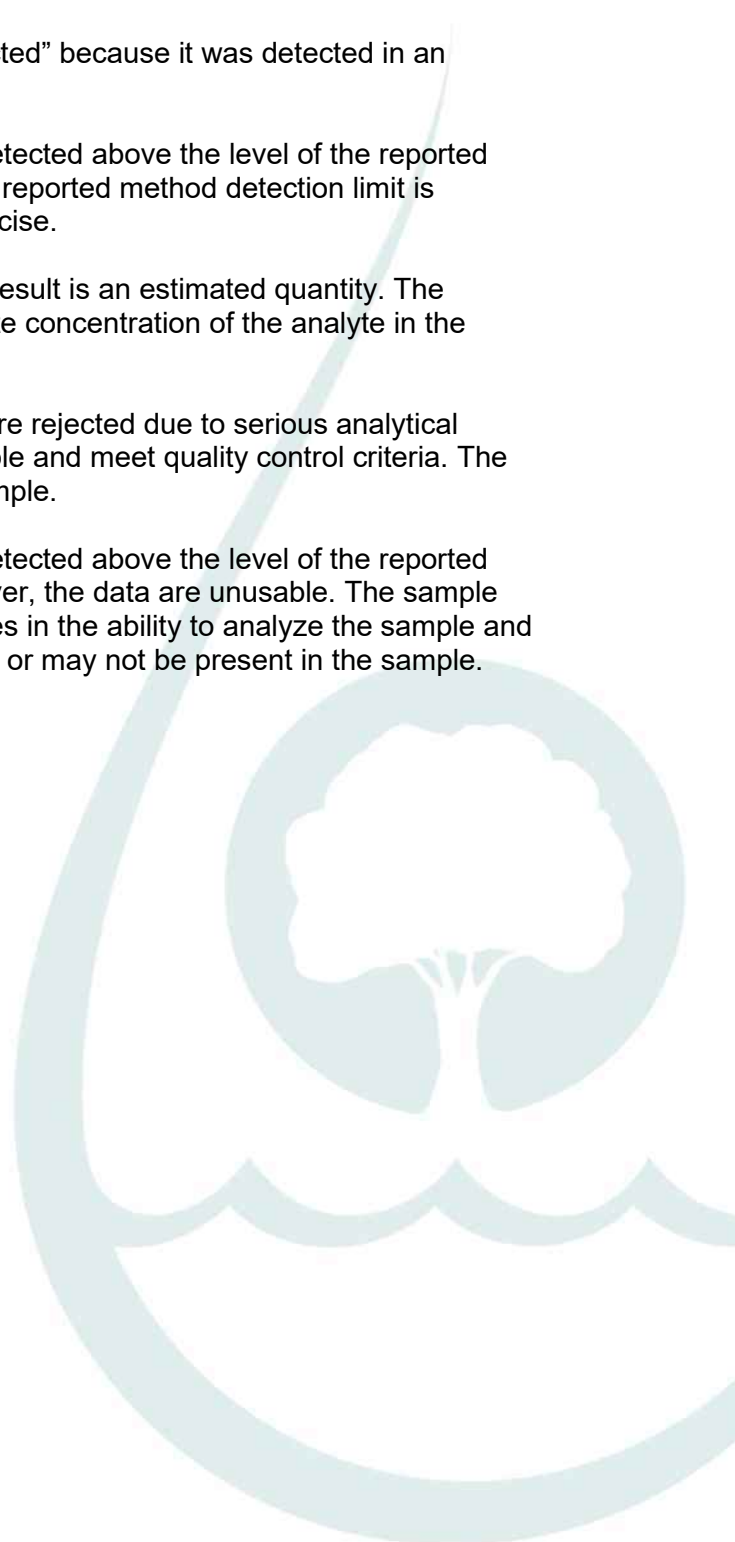 ted” because it was detected in an
etected above the level of the reported
reported method detection limit is
cise.
esult is an estimated quantity. The
e concentration of the analyte in the
re rejected due to serious analytical
le and meet quality control criteria. The
mple.
etected above the level of the reported
er, the data are unusable. The sample
es in the ability to analyze the sample and
or may not be present in the sample.